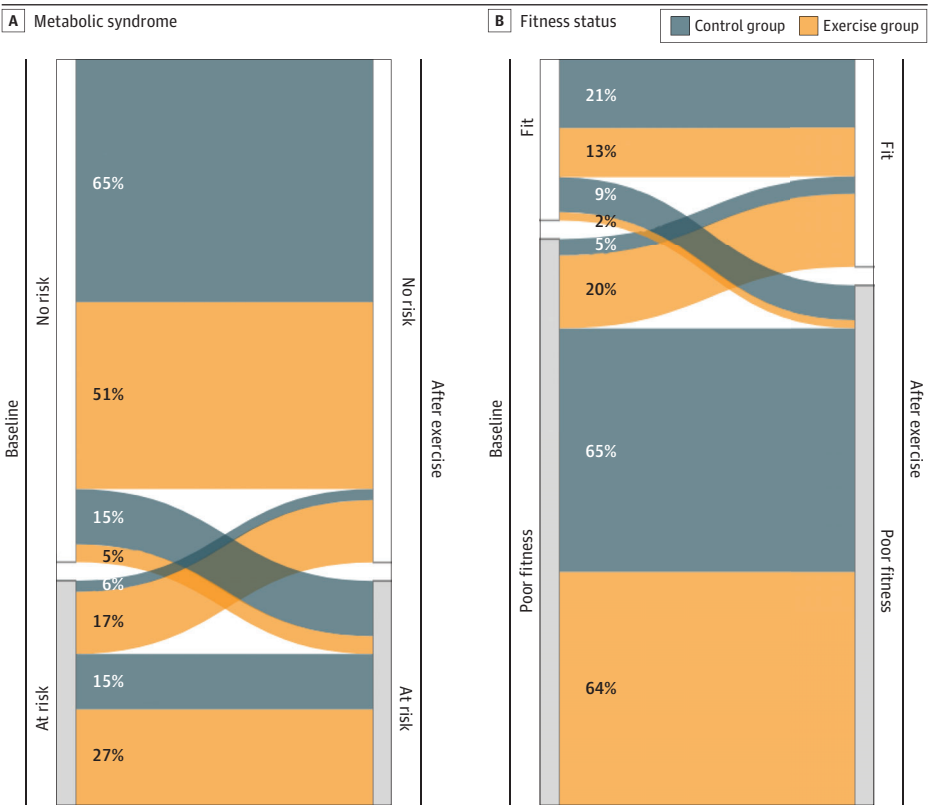 A Metabolic syndrome
B Fitness status
Control group
Exercise group
Baseline
No risk
At risk
65%
51%
15%
5%
6%
17%
15%
27%
No risk
At risk
After exercise
Baseline
Fit
Poor fitness
21%
13%
9%
2%
5%
20%
65%
64%
Fit
Poor fitness
After exercise